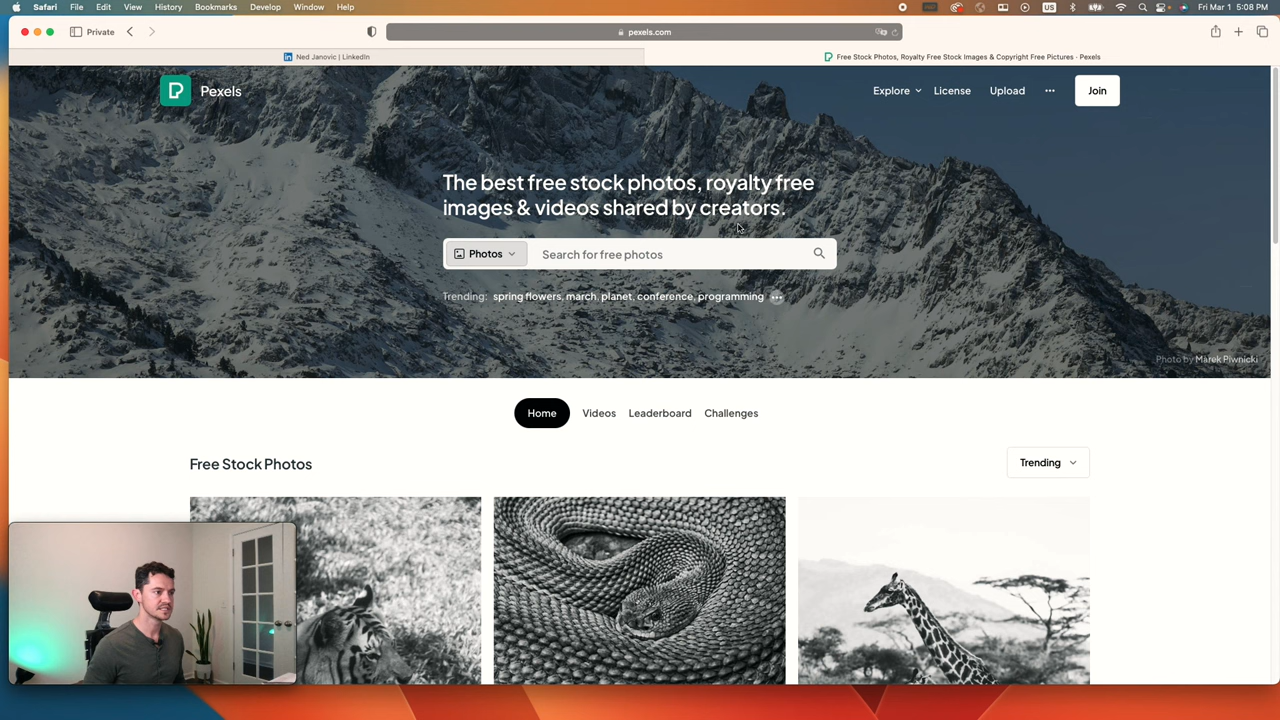 Safari File Edit View History Bookmarks Develop Window Help
US
Fri Mar 1 5:08 PM
Private
pexels.com
in Ned Janovic | LinkedIn
Free Stock Photos, Royalty Free Stock Images & Copyright Free Pictures · Pexels
Pexels
Explore License Upload ••• Join
The best free stock photos, royalty free
images & videos shared by creators.
Photos Search for free photos
Trending: spring flowers, march, planet, conference, programming •••
Photo by Marek Piwnicki
Home Videos Leaderboard Challenges
Free Stock Photos
Trending